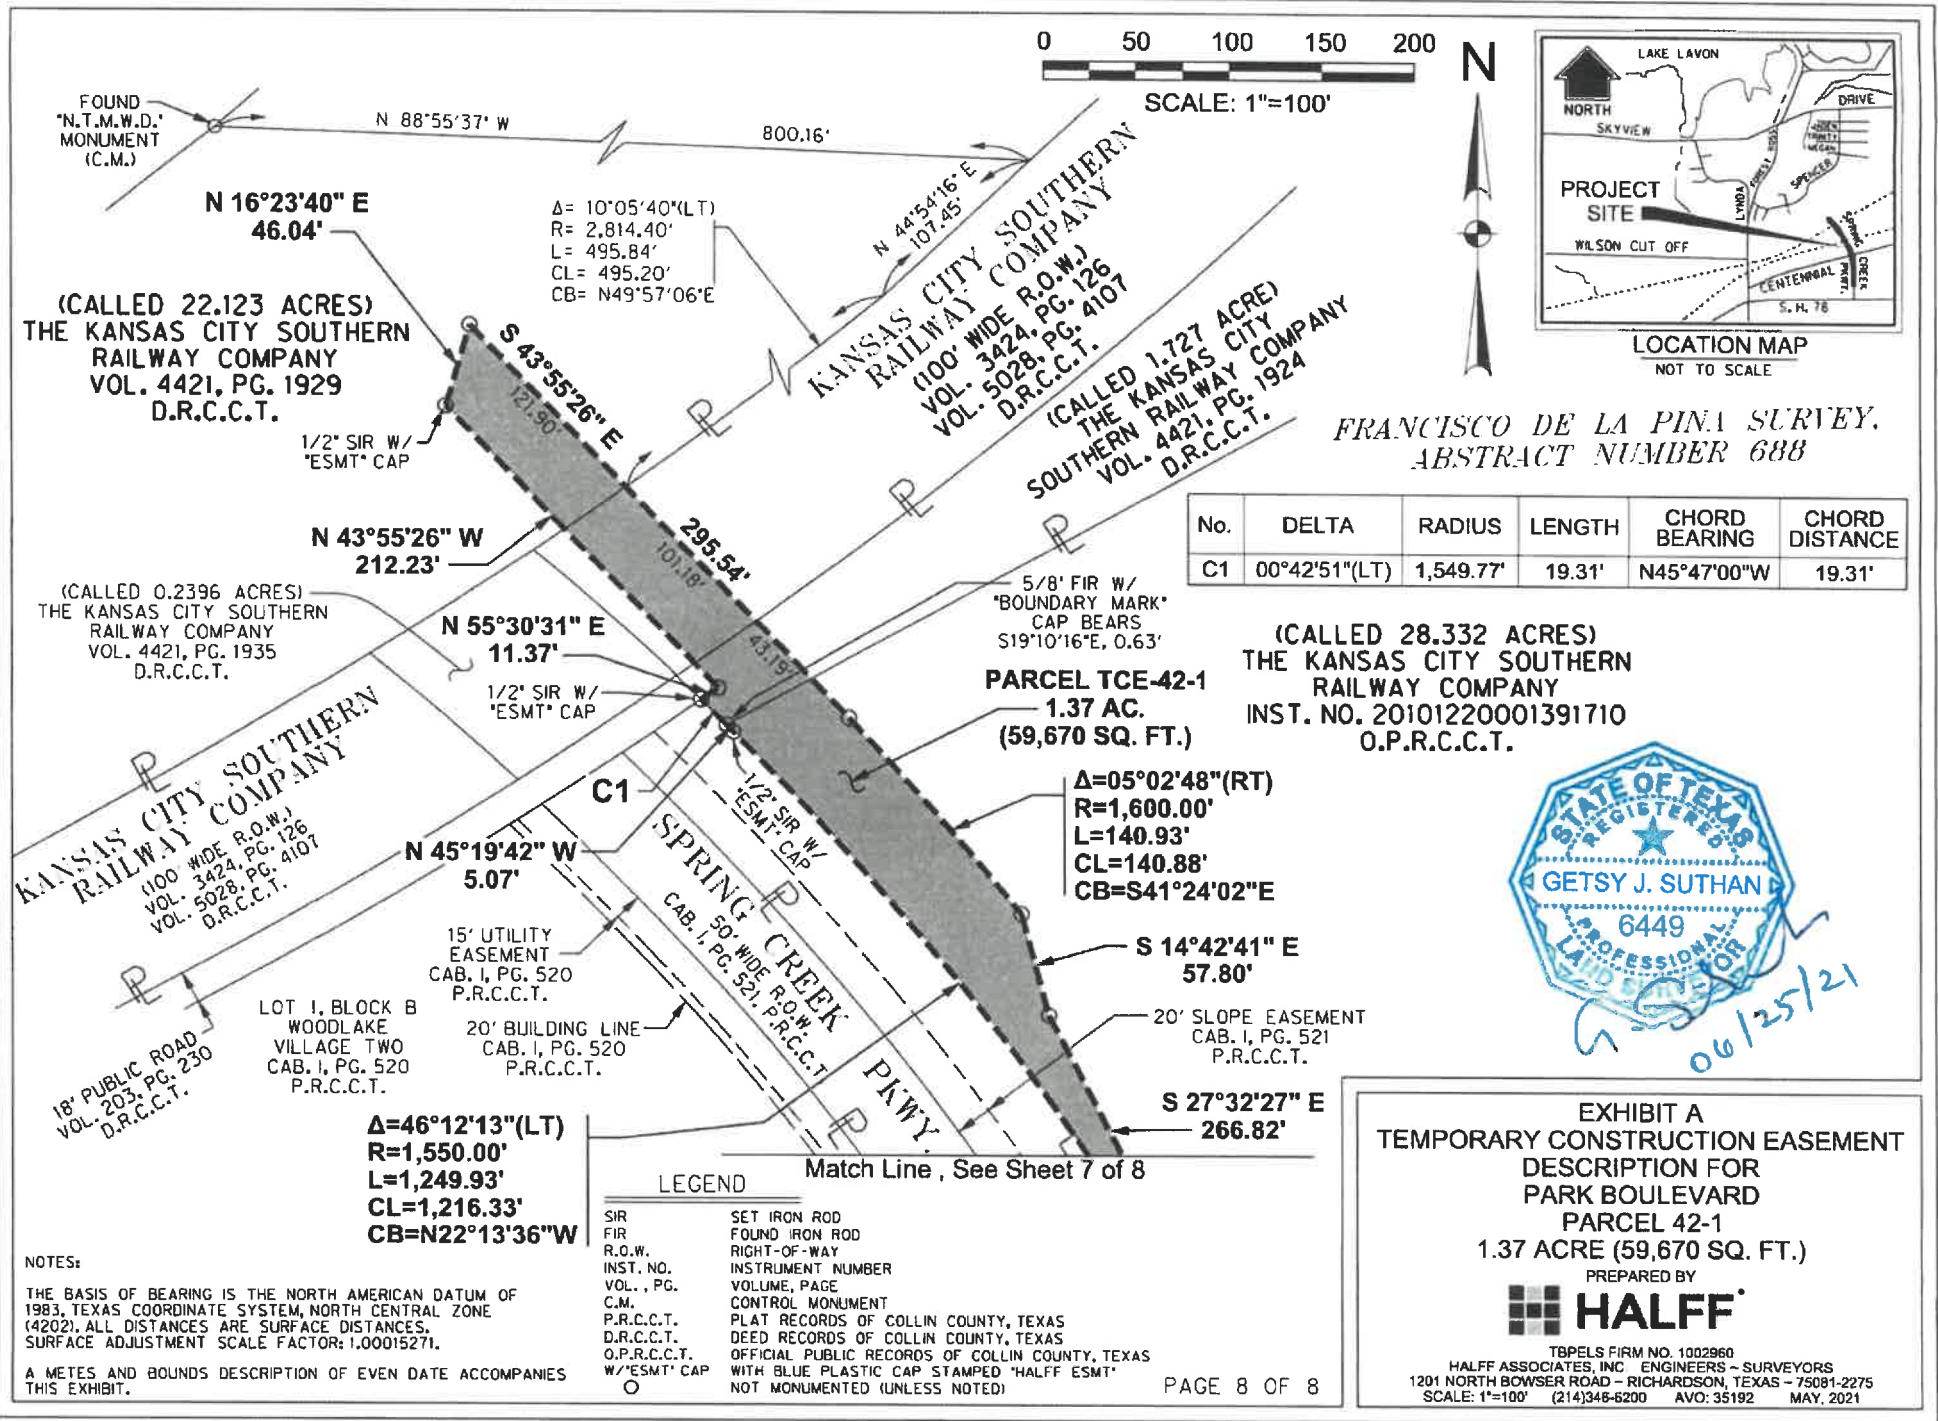 0 50 100 150 200
SCALE: 1"=100'
N
FOUND
"N.T.M.W.D."
MONUMENT
(C.M.)
N 88°55'37" W 800.16'
N 44°54'16" E
107.45'
N 16°23'40" E
46.04'
Δ= 10°05'40"(LT)
R= 2,814.40'
L= 495.84'
CL= 495.20'
CB= N49°57'06"E
(CALLED 22.123 ACRES)
THE KANSAS CITY SOUTHERN
RAILWAY COMPANY
VOL. 4421, PG. 1929
D.R.C.C.T.
1/2" SIR W/
"ESMT" CAP
S 43°55'26" E
295.54'
121.90'
101.18'
43.19'
KANSAS CITY SOUTHERN
RAILWAY COMPANY
(100' WIDE R.O.W.)
VOL. 3424, PG. 126
VOL. 5028, PG. 4107
D.R.C.C.T.
(CALLED 1.727 ACRE)
THE KANSAS CITY
SOUTHERN RAILWAY COMPANY
VOL. 4421, PG. 1924
D.R.C.C.T.
LAKE LAVON
NORTH
SKYVIEW
DRIVE
LINDEN
TRINITY
MEGAN
SPENCER
FOREST ROSS
LYNDA
PROJECT
SITE
WILSON CUT OFF
SPRING
CREEK
PKWY.
CENTENNIAL
S.H. 78
LOCATION MAP
NOT TO SCALE
FRANCISCO DE LA PINA SURVEY,
ABSTRACT NUMBER 688
No. DELTA RADIUS LENGTH CHORD BEARING CHORD DISTANCE
C1 00°42'51"(LT) 1,549.77' 19.31' N45°47'00"W 19.31'
N 43°55'26" W
212.23'
(CALLED 0.2396 ACRES)
THE KANSAS CITY SOUTHERN
RAILWAY COMPANY
VOL. 4421, PG. 1935
D.R.C.C.T.
N 55°30'31" E
11.37'
1/2" SIR W/
"ESMT" CAP
5/8" FIR W/
"BOUNDARY MARK"
CAP BEARS
S19°10'16"E, 0.63'
PARCEL TCE-42-1
1.37 AC.
(59,670 SQ. FT.)
(CALLED 28.332 ACRES)
THE KANSAS CITY SOUTHERN
RAILWAY COMPANY
INST. NO. 20101220001391710
O.P.R.C.C.T.
KANSAS CITY SOUTHERN
RAILWAY COMPANY
(100' WIDE R.O.W.)
VOL. 3424, PG. 126
VOL. 5028, PG. 4107
D.R.C.C.T.
C1
1/2" SIR W/
"ESMT" CAP
N 45°19'42" W
5.07'
Δ=05°02'48"(RT)
R=1,600.00'
L=140.93'
CL=140.88'
CB=S41°24'02"E
STATE OF TEXAS
REGISTERED
GETSY J. SUTHAN
6449
PROFESSIONAL
LAND SURVEYOR
06/25/21
15' UTILITY
EASEMENT
CAB. I, PG. 520
P.R.C.C.T.
SPRING CREEK PKWY.
50' WIDE R.O.W.
CAB. I, PG. 521, P.R.C.C.T.
S 14°42'41" E
57.80'
18' PUBLIC ROAD
VOL. 203, PG. 230
D.R.C.C.T.
LOT 1, BLOCK B
WOODLAKE
VILLAGE TWO
CAB. I, PG. 520
P.R.C.C.T.
20' BUILDING LINE
CAB. I, PG. 520
P.R.C.C.T.
20' SLOPE EASEMENT
CAB. I, PG. 521
P.R.C.C.T.
S 27°32'27" E
266.82'
Δ=46°12'13"(LT)
R=1,550.00'
L=1,249.93'
CL=1,216.33'
CB=N22°13'36"W
Match Line , See Sheet 7 of 8
LEGEND
SIR SET IRON ROD
FIR FOUND IRON ROD
R.O.W. RIGHT-OF-WAY
INST. NO. INSTRUMENT NUMBER
VOL., PG. VOLUME, PAGE
C.M. CONTROL MONUMENT
P.R.C.C.T. PLAT RECORDS OF COLLIN COUNTY, TEXAS
D.R.C.C.T. DEED RECORDS OF COLLIN COUNTY, TEXAS
O.P.R.C.C.T. OFFICIAL PUBLIC RECORDS OF COLLIN COUNTY, TEXAS
W/"ESMT" CAP WITH BLUE PLASTIC CAP STAMPED "HALFF ESMT"
NOT MONUMENTED (UNLESS NOTED)
NOTES:
THE BASIS OF BEARING IS THE NORTH AMERICAN DATUM OF
1983, TEXAS COORDINATE SYSTEM, NORTH CENTRAL ZONE
(4202). ALL DISTANCES ARE SURFACE DISTANCES.
SURFACE ADJUSTMENT SCALE FACTOR: 1.00015271.
A METES AND BOUNDS DESCRIPTION OF EVEN DATE ACCOMPANIES
THIS EXHIBIT.
PAGE 8 OF 8
EXHIBIT A
TEMPORARY CONSTRUCTION EASEMENT
DESCRIPTION FOR
PARK BOULEVARD
PARCEL 42-1
1.37 ACRE (59,670 SQ. FT.)
PREPARED BY
HALFF
TBPELS FIRM NO. 1002960
HALFF ASSOCIATES, INC. ENGINEERS ~ SURVEYORS
1201 NORTH BOWSER ROAD ~ RICHARDSON, TEXAS ~ 75081-2275
SCALE: 1"=100' (214)346-6200 AVO: 35192 MAY, 2021